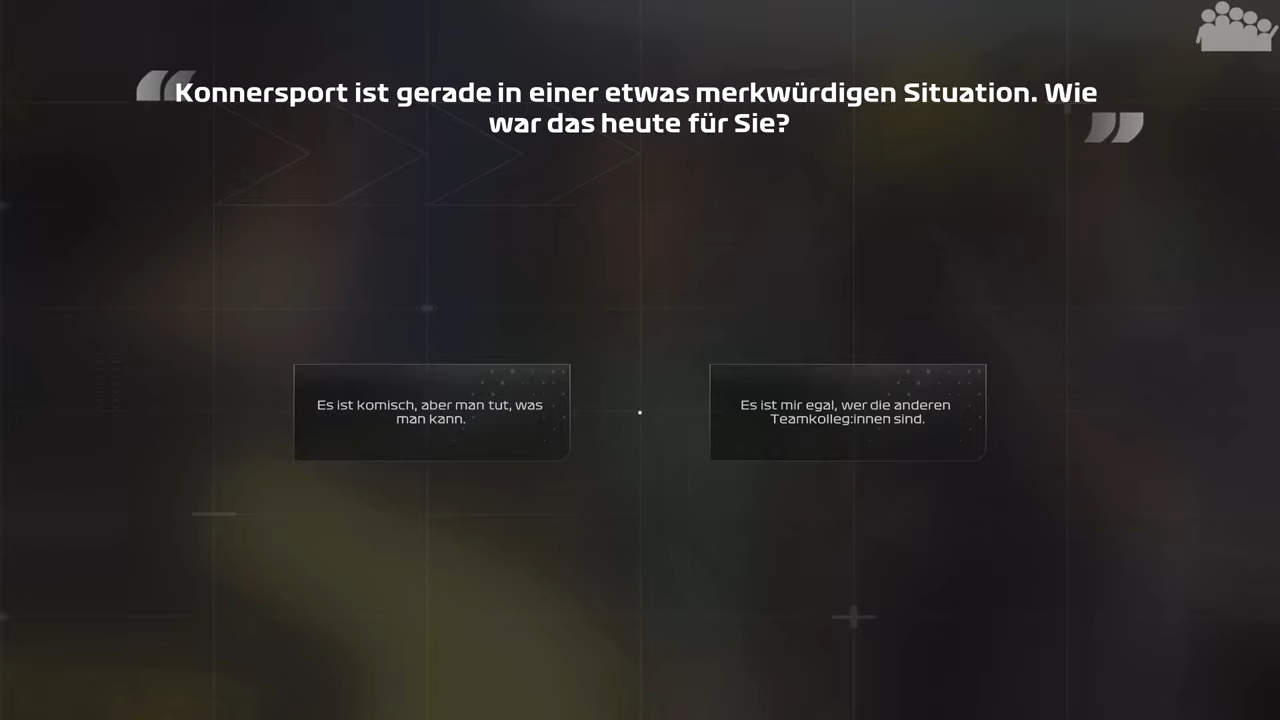 Konnersport ist gerade in einer etwas merkwürdigen Situation. Wie
war das heute für Sie?
Es ist komisch, aber man tut, was
man kann.
Es ist mir egal, wer die anderen
Teamkolleg:innen sind.